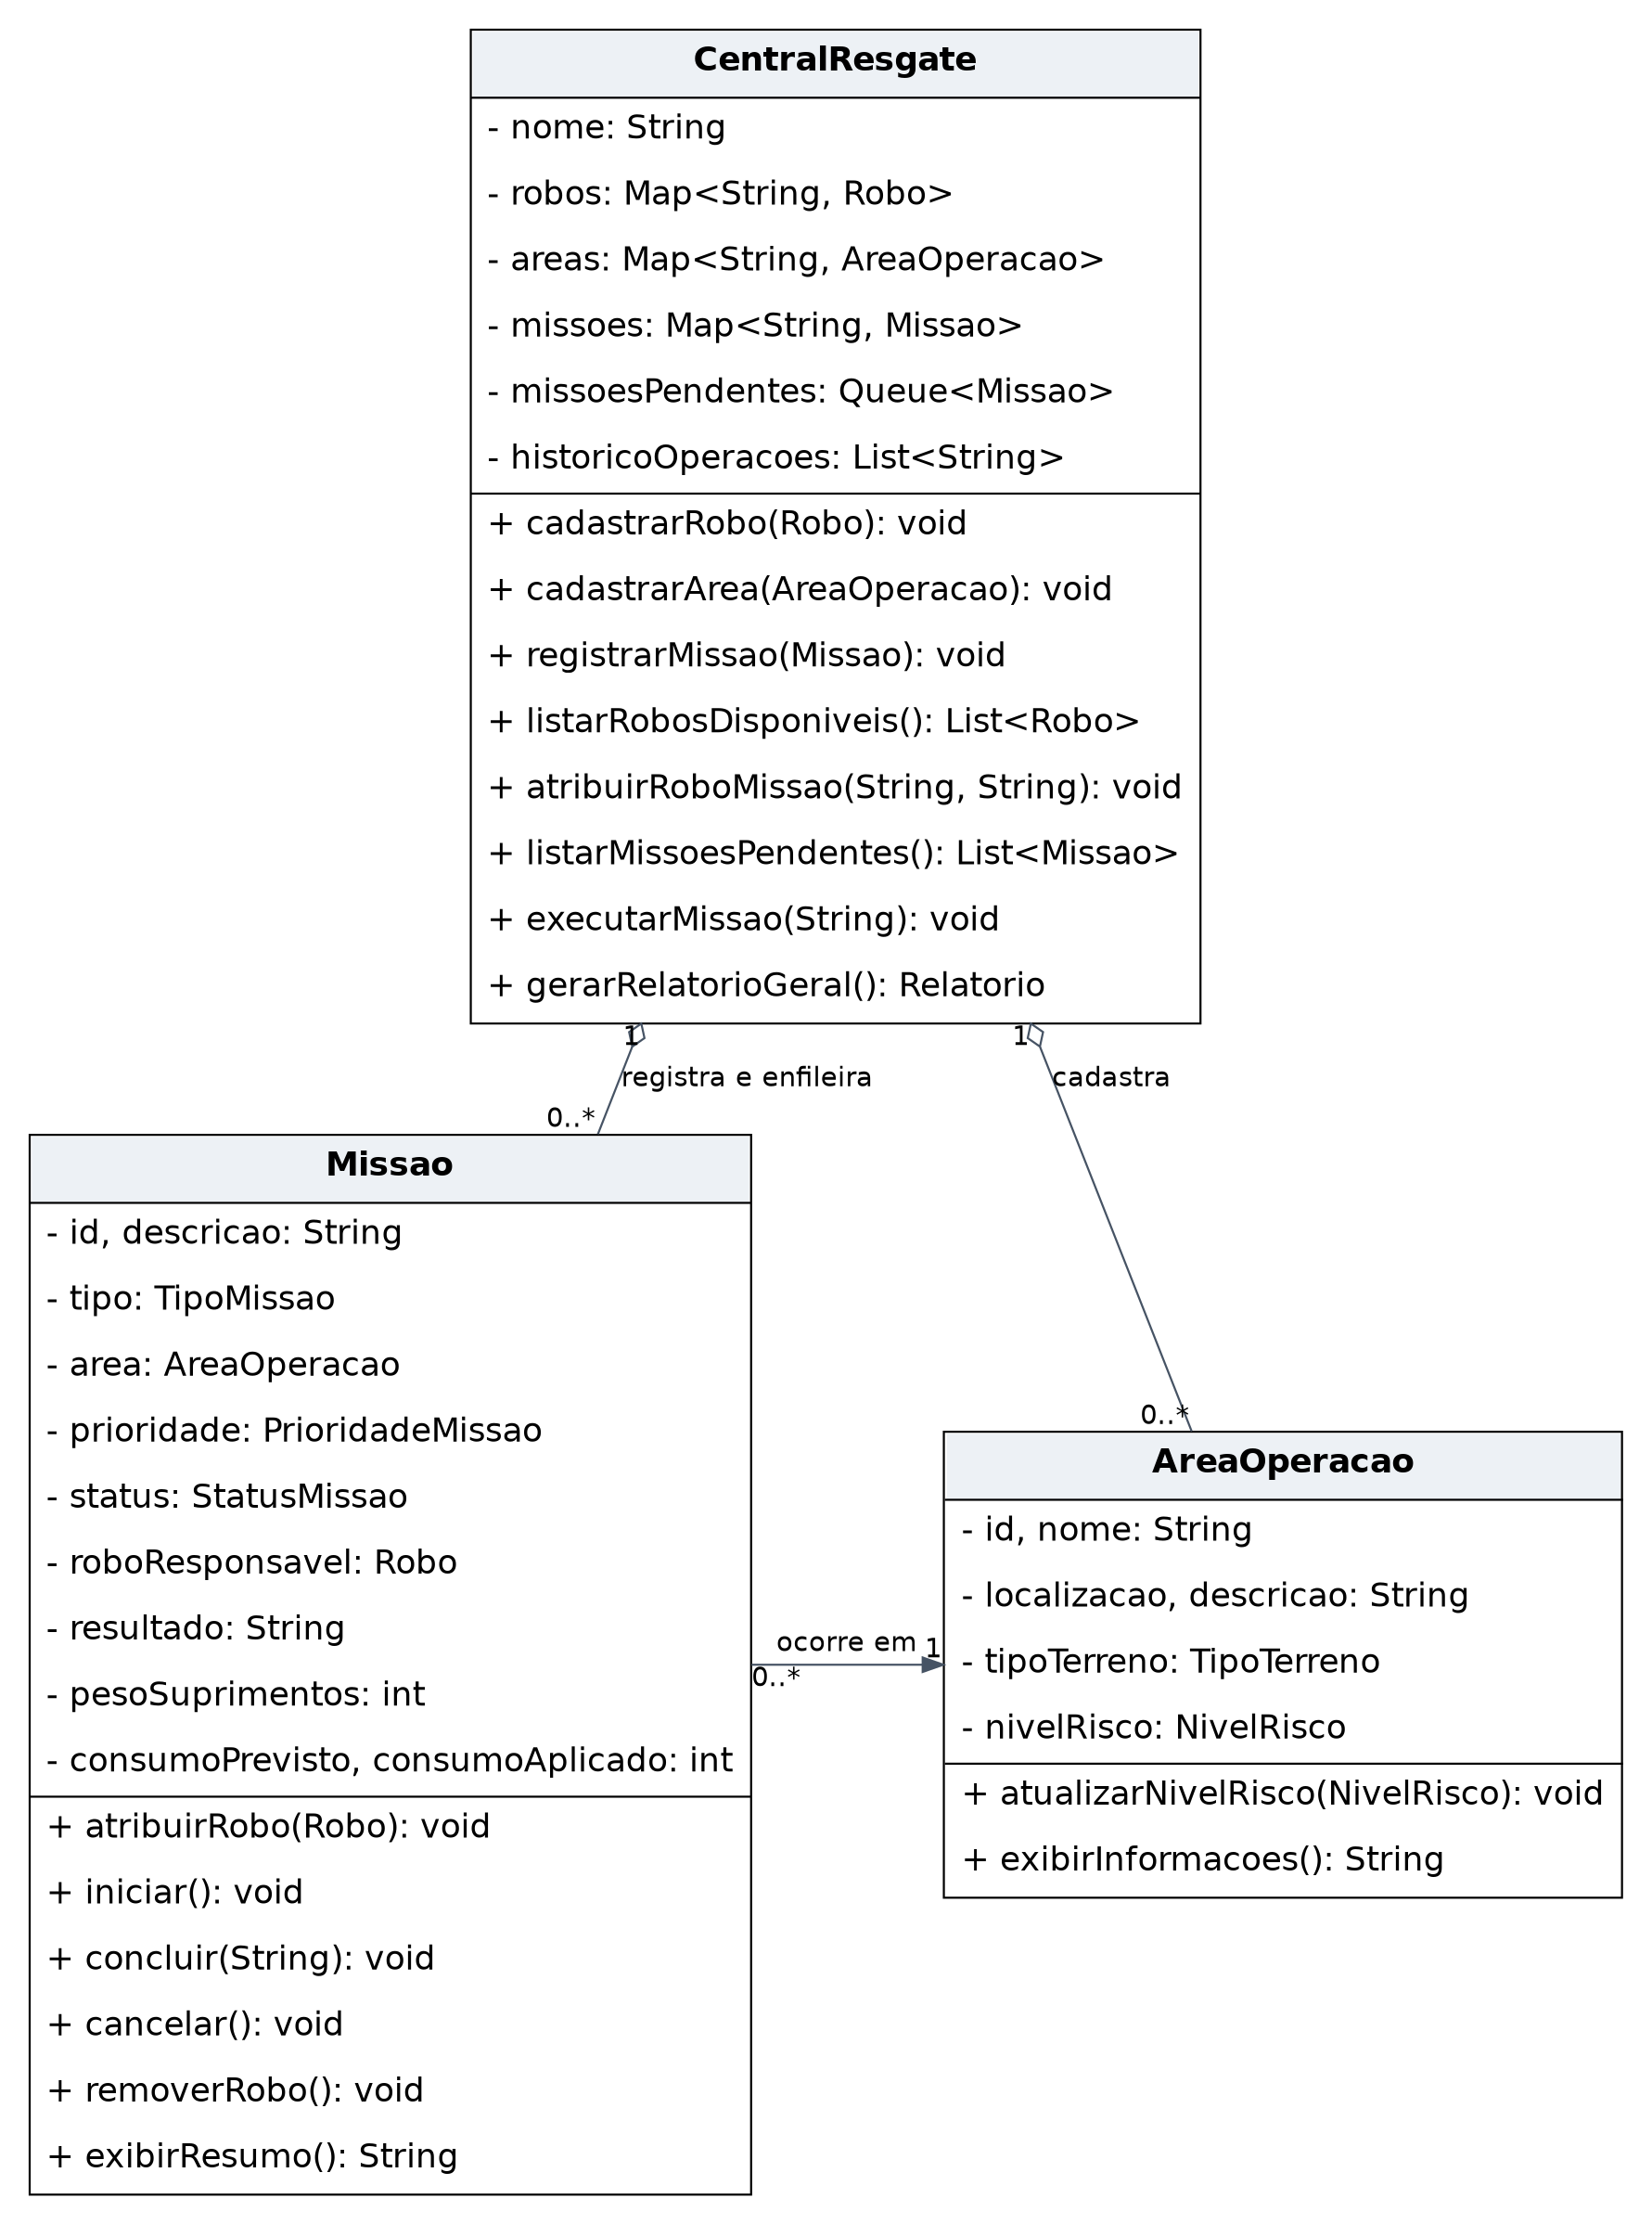 CentralResgate
- nome: String
- robos: Map<String, Robo>
- areas: Map<String, AreaOperacao>
- missoes: Map<String, Missao>
- missoesPendentes: Queue<Missao>
- historicoOperacoes: List<String>
+ cadastrarRobo(Robo): void
+ cadastrarArea(AreaOperacao): void
+ registrarMissao(Missao): void
+ listarRobosDisponiveis(): List<Robo>
+ atribuirRoboMissao(String, String): void
+ listarMissoesPendentes(): List<Missao>
+ executarMissao(String): void
+ gerarRelatorioGeral(): Relatorio
1
1
registra e enfileira
cadastra
0..*
Missao
- id, descricao: String
- tipo: TipoMissao
- area: AreaOperacao
- prioridade: PrioridadeMissao
- status: StatusMissao
- roboResponsavel: Robo
- resultado: String
- pesoSuprimentos: int
- consumoPrevisto, consumoAplicado: int
+ atribuirRobo(Robo): void
+ iniciar(): void
+ concluir(String): void
+ cancelar(): void
+ removerRobo(): void
+ exibirResumo(): String
ocorre em
1
0..*
0..*
AreaOperacao
- id, nome: String
- localizacao, descricao: String
- tipoTerreno: TipoTerreno
- nivelRisco: NivelRisco
+ atualizarNivelRisco(NivelRisco): void
+ exibirInformacoes(): String